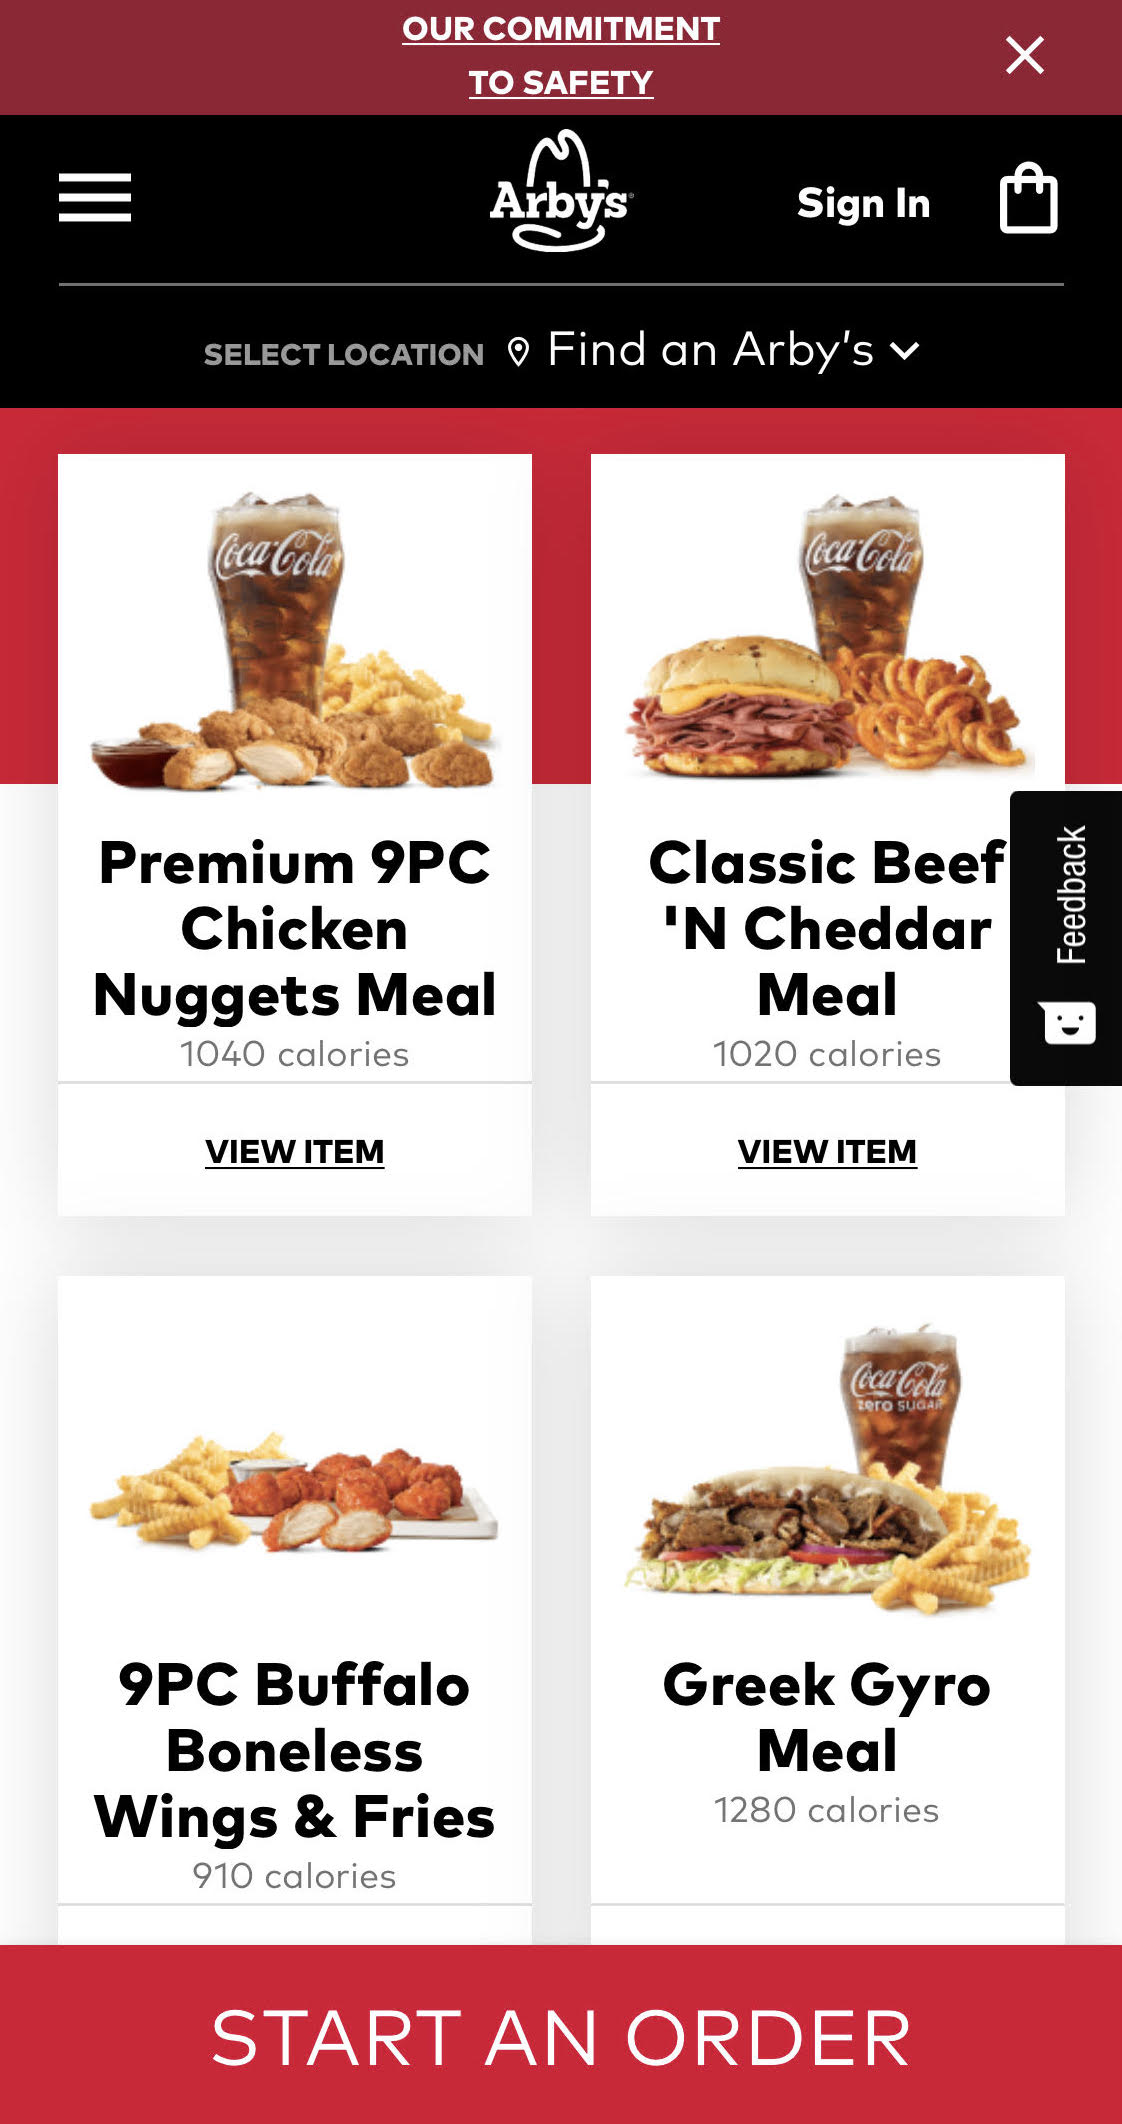 OUR COMMITMENT
TO SAFETY
Arby's
Sign In
SELECT LOCATION Find an Arby's
Coca-Cola
Coca-Cola
Premium 9PC
Chicken
Nuggets Meal
1040 calories
VIEW ITEM
Classic Beef
'N Cheddar
Meal
1020 calories
VIEW ITEM
Feedback
Coca-Cola
zero SUGAR
9PC Buffalo
Boneless
Wings & Fries
910 calories
Greek Gyro
Meal
1280 calories
START AN ORDER